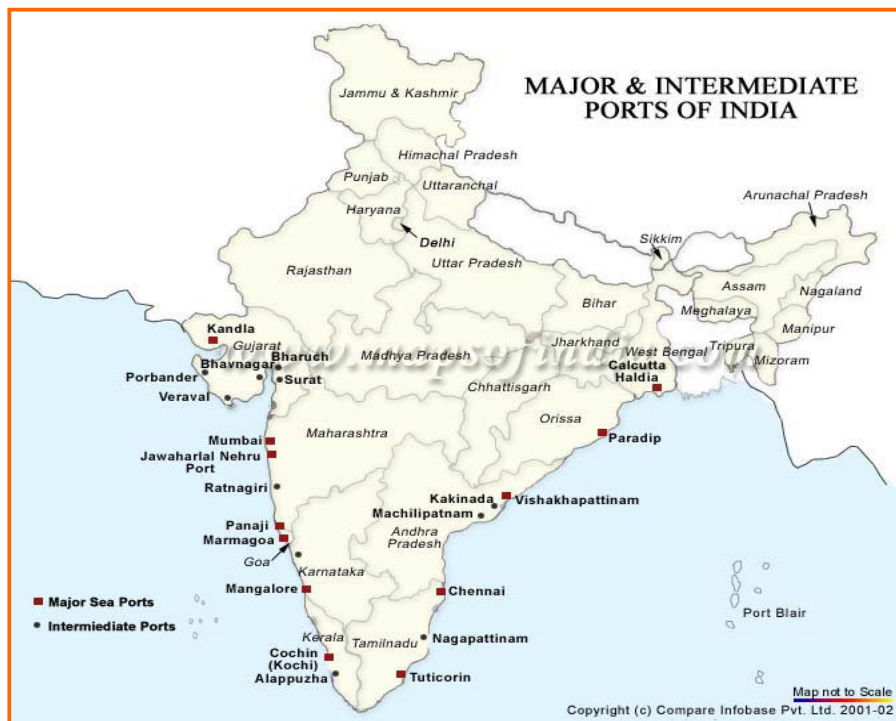 MAJOR & INTERMEDIATE
PORTS OF INDIA
Jammu & Kashmir
Himachal Pradesh
Punjab
Uttaranchal
Haryana
Delhi
Arunachal Pradesh
Sikkim
Rajasthan
Uttar Pradesh
Assam
Nagaland
Bihar
Meghalaya
Manipur
Kandla
Gujarat
Jharkhand
West Bengal
Tripura
Mizoram
www.mapsofindia.com
Bharuch
Madhya Pradesh
Bhavnagar
Calcutta
Haldia
Porbander
Surat
Chhattisgarh
Veraval
Orissa
Maharashtra
Mumbai
Paradip
Jawaharlal Nehru
Port
Ratnagiri
Kakinada
Vishakhapattinam
Machilipatnam
Panaji
Andhra
Pradesh
Marmagoa
Goa
Karnataka
Mangalore
Chennai
Major Sea Ports
Port Blair
Intermiediate Ports
Kerala
Tamilnadu
Nagapattinam
Cochin
(Kochi)
Alappuzha
Tuticorin
Map not to Scale
Copyright (c) Compare Infobase Pvt. Ltd. 2001-02